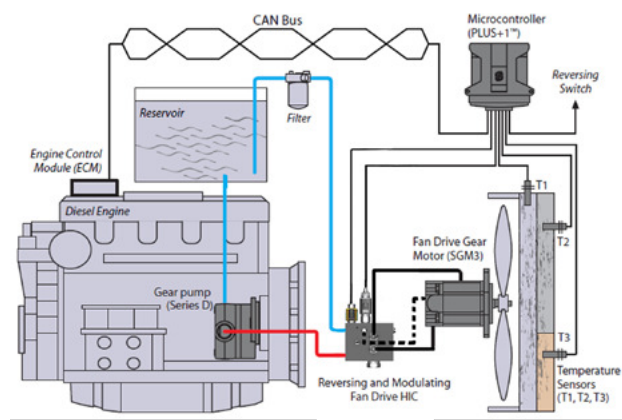 CAN Bus
Microcontroller
(PLUS+1™)
Reversing
Switch
Reservoir
Filter
Engine Control
Module (ECM)
Diesel Engine
T1
T2
Fan Drive Gear
Motor (SGM3)
Gear pump
(Series D)
T3
Temperature
Sensors
(T1, T2, T3)
Reversing and Modulating
Fan Drive HIC